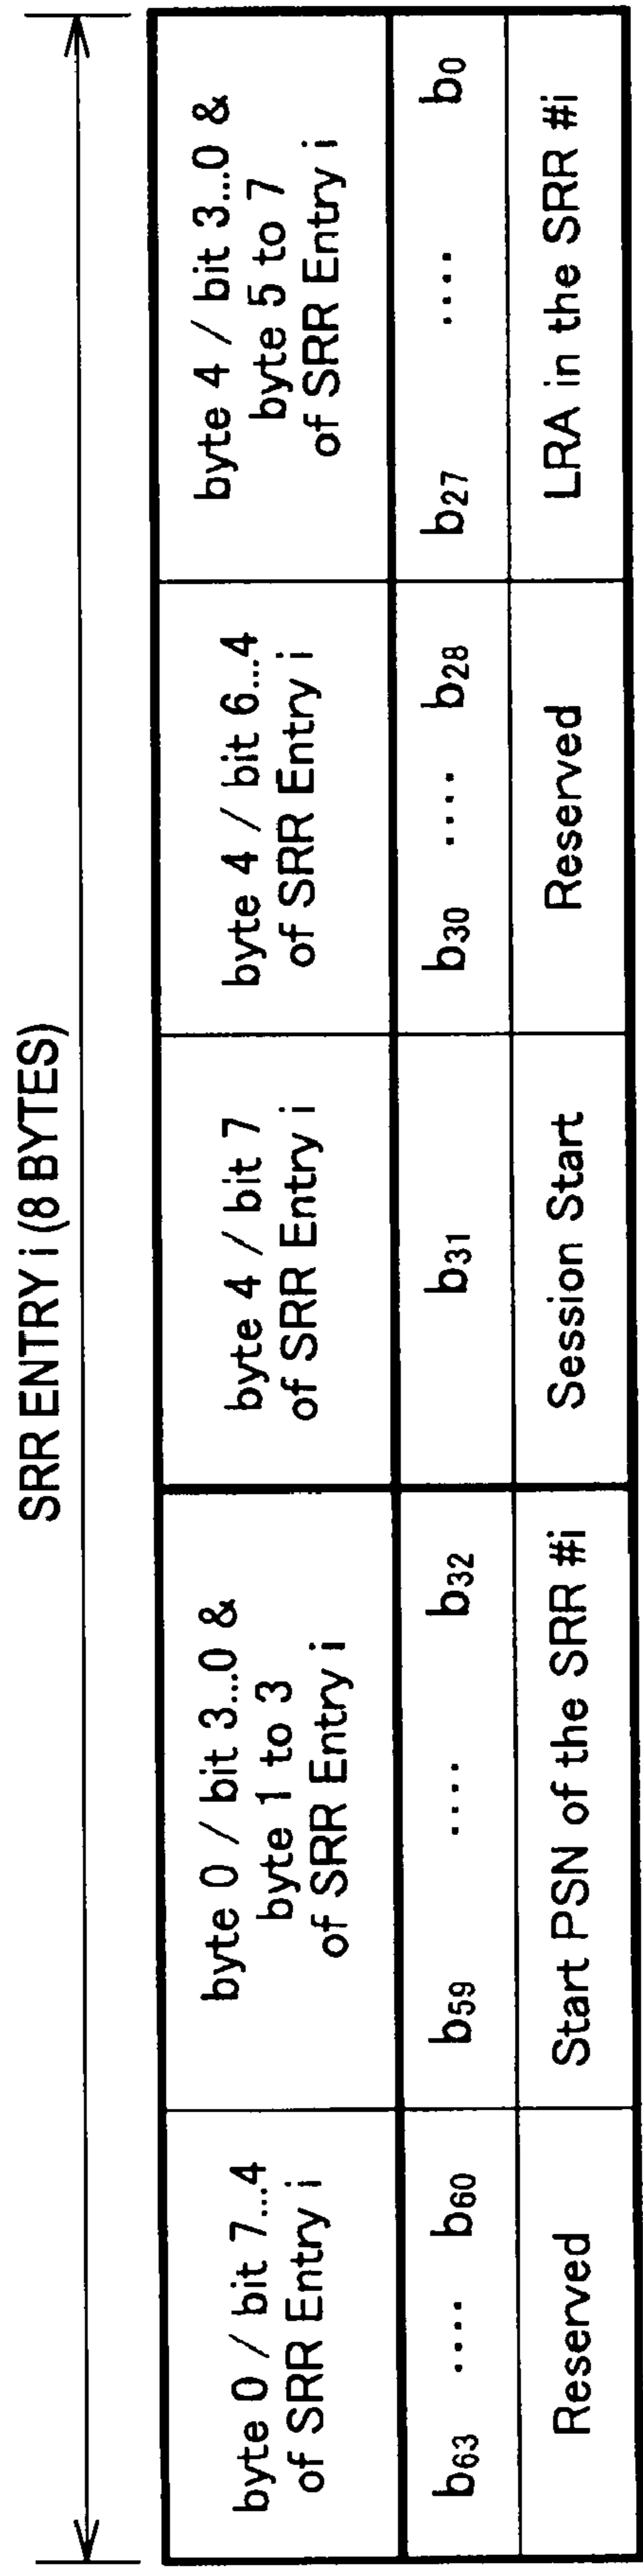 SRR ENTRY i (8 BYTES)
byte 0 / bit 7...4
of SRR Entry i
byte 0 / bit 3...0 &
byte 1 to 3
of SRR Entry i
byte 4 / bit 7
of SRR Entry i
byte 4 / bit 6...4
of SRR Entry i
byte 4 / bit 3...0 &
byte 5 to 7
of SRR Entry i
b63 .... b60
b59 .... b32
b31
b30 .... b28
b27 .... b0
Reserved
Start PSN of the SRR #i
Session Start
Reserved
LRA in the SRR #i